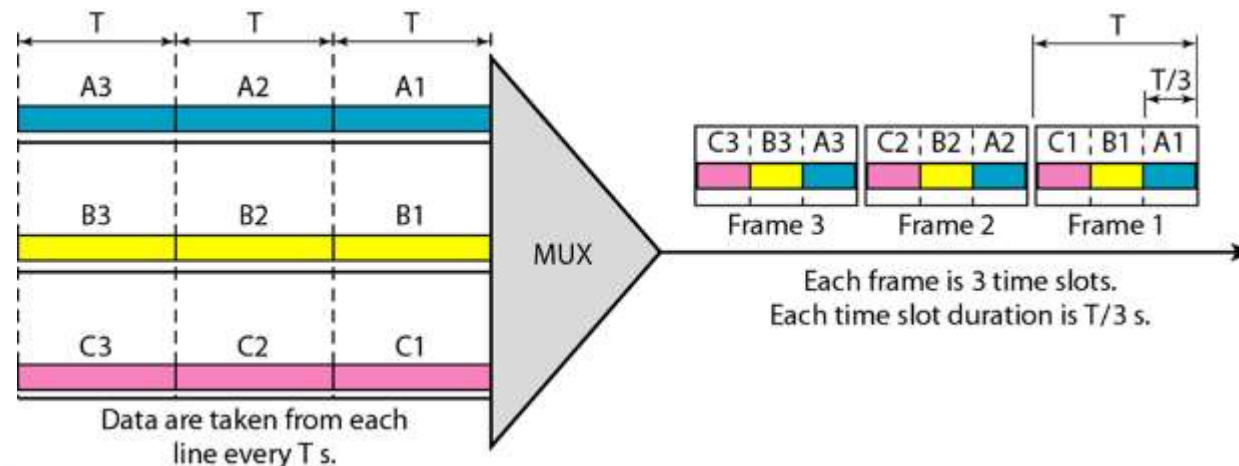 T T T
T
A3 A2 A1
T/3
C3 B3 A3 C2 B2 A2 C1 B1 A1
B3 B2 B1
Frame 3 Frame 2 Frame 1
MUX
Each frame is 3 time slots.
Each time slot duration is T/3 s.
C3 C2 C1
Data are taken from each
line every T s.